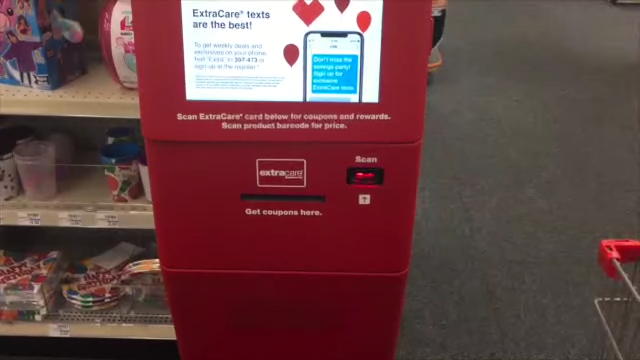 ExtraCare® texts
are the best!
To get weekly deals and
exclusives on your phone,
text "Extra" to 397-473 or
sign up at the register.*
Don't miss the
savings party!
Sign up for
exclusive
ExtraCare texts.
Scan ExtraCare® card below for coupons and rewards.
Scan product barcode for price.
extracare
Scan
Get coupons here.